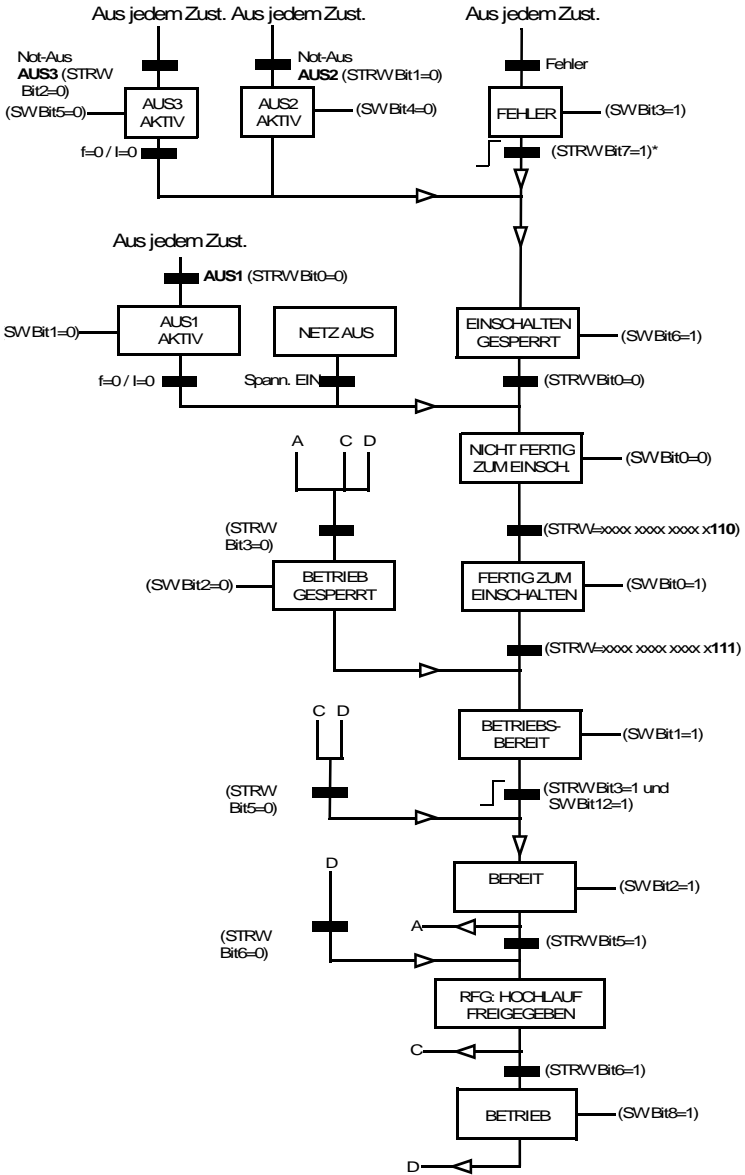 Aus jedem Zust. Aus jedem Zust. Aus jedem Zust.
Not-Aus
AUS3 (STRW
Bit2=0)
Not-Aus
AUS2 (STRW Bit1=0)
Fehler
(SW Bit5=0)
AUS3
AKTIV
AUS2
AKTIV
(SW Bit4=0)
FEHLER
(SW Bit3=1)
f=0 / I=0
(STRW Bit7=1)*
Aus jedem Zust.
AUS1 (STRW Bit0=0)
SW Bit1=0)
AUS1
AKTIV
NETZ AUS
EINSCHALTEN
GESPERRT
(SW Bit6=1)
f=0 / I=0
Spann. EIN
(STRW Bit0=0)
A C D
NICHT FERTIG
ZUM EINSCH.
(SW Bit0=0)
(STRW
Bit3=0)
(STRW=xxxx xxxx xxxx x110)
(SW Bit2=0)
BETRIEB
GESPERRT
FERTIG ZUM
EINSCHALTEN
(SW Bit0=1)
(STRW=xxxx xxxx xxxx x111)
C D
BETRIEBS-
BEREIT
(SW Bit1=1)
(STRW
Bit5=0)
(STRW Bit3=1 und
SW Bit12=1)
D
BEREIT
(SW Bit2=1)
A
(STRW
Bit6=0)
(STRW Bit5=1)
RFG: HOCHLAUF
FREIGEGEBEN
C
(STRW Bit6=1)
BETRIEB
(SW Bit8=1)
D